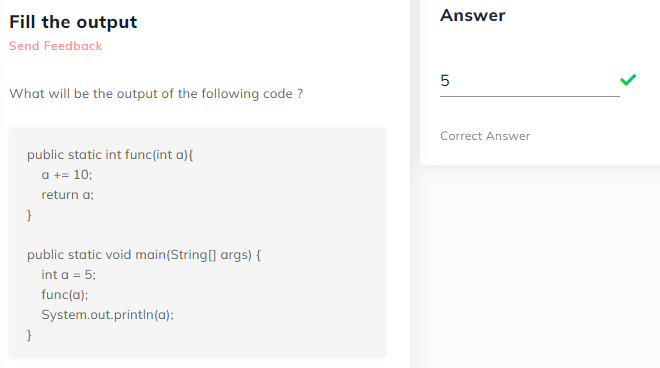 Fill the output
Send Feedback
What will be the output of the following code ?
public static int func(int a){
a += 10;
return a;
}
public static void main(String[] args) {
int a = 5;
func(a);
System.out.println(a);
}
Answer
5
Correct Answer